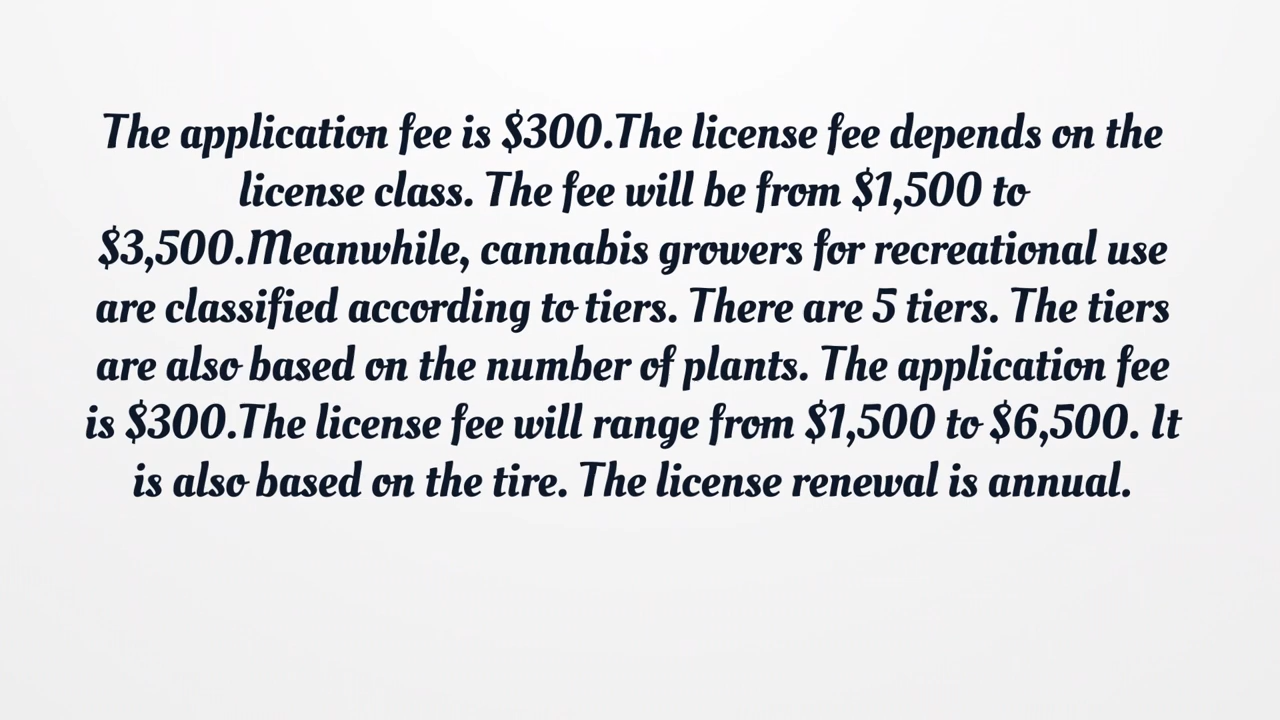 The application fee is $300.The license fee depends on the
license class. The fee will be from $1,500 to
$3,500.Meanwhile, cannabis growers for recreational use
are classified according to tiers. There are 5 tiers. The tiers
are also based on the number of plants. The application fee
is $300.The license fee will range from $1,500 to $6,500. It
is also based on the tire. The license renewal is annual.